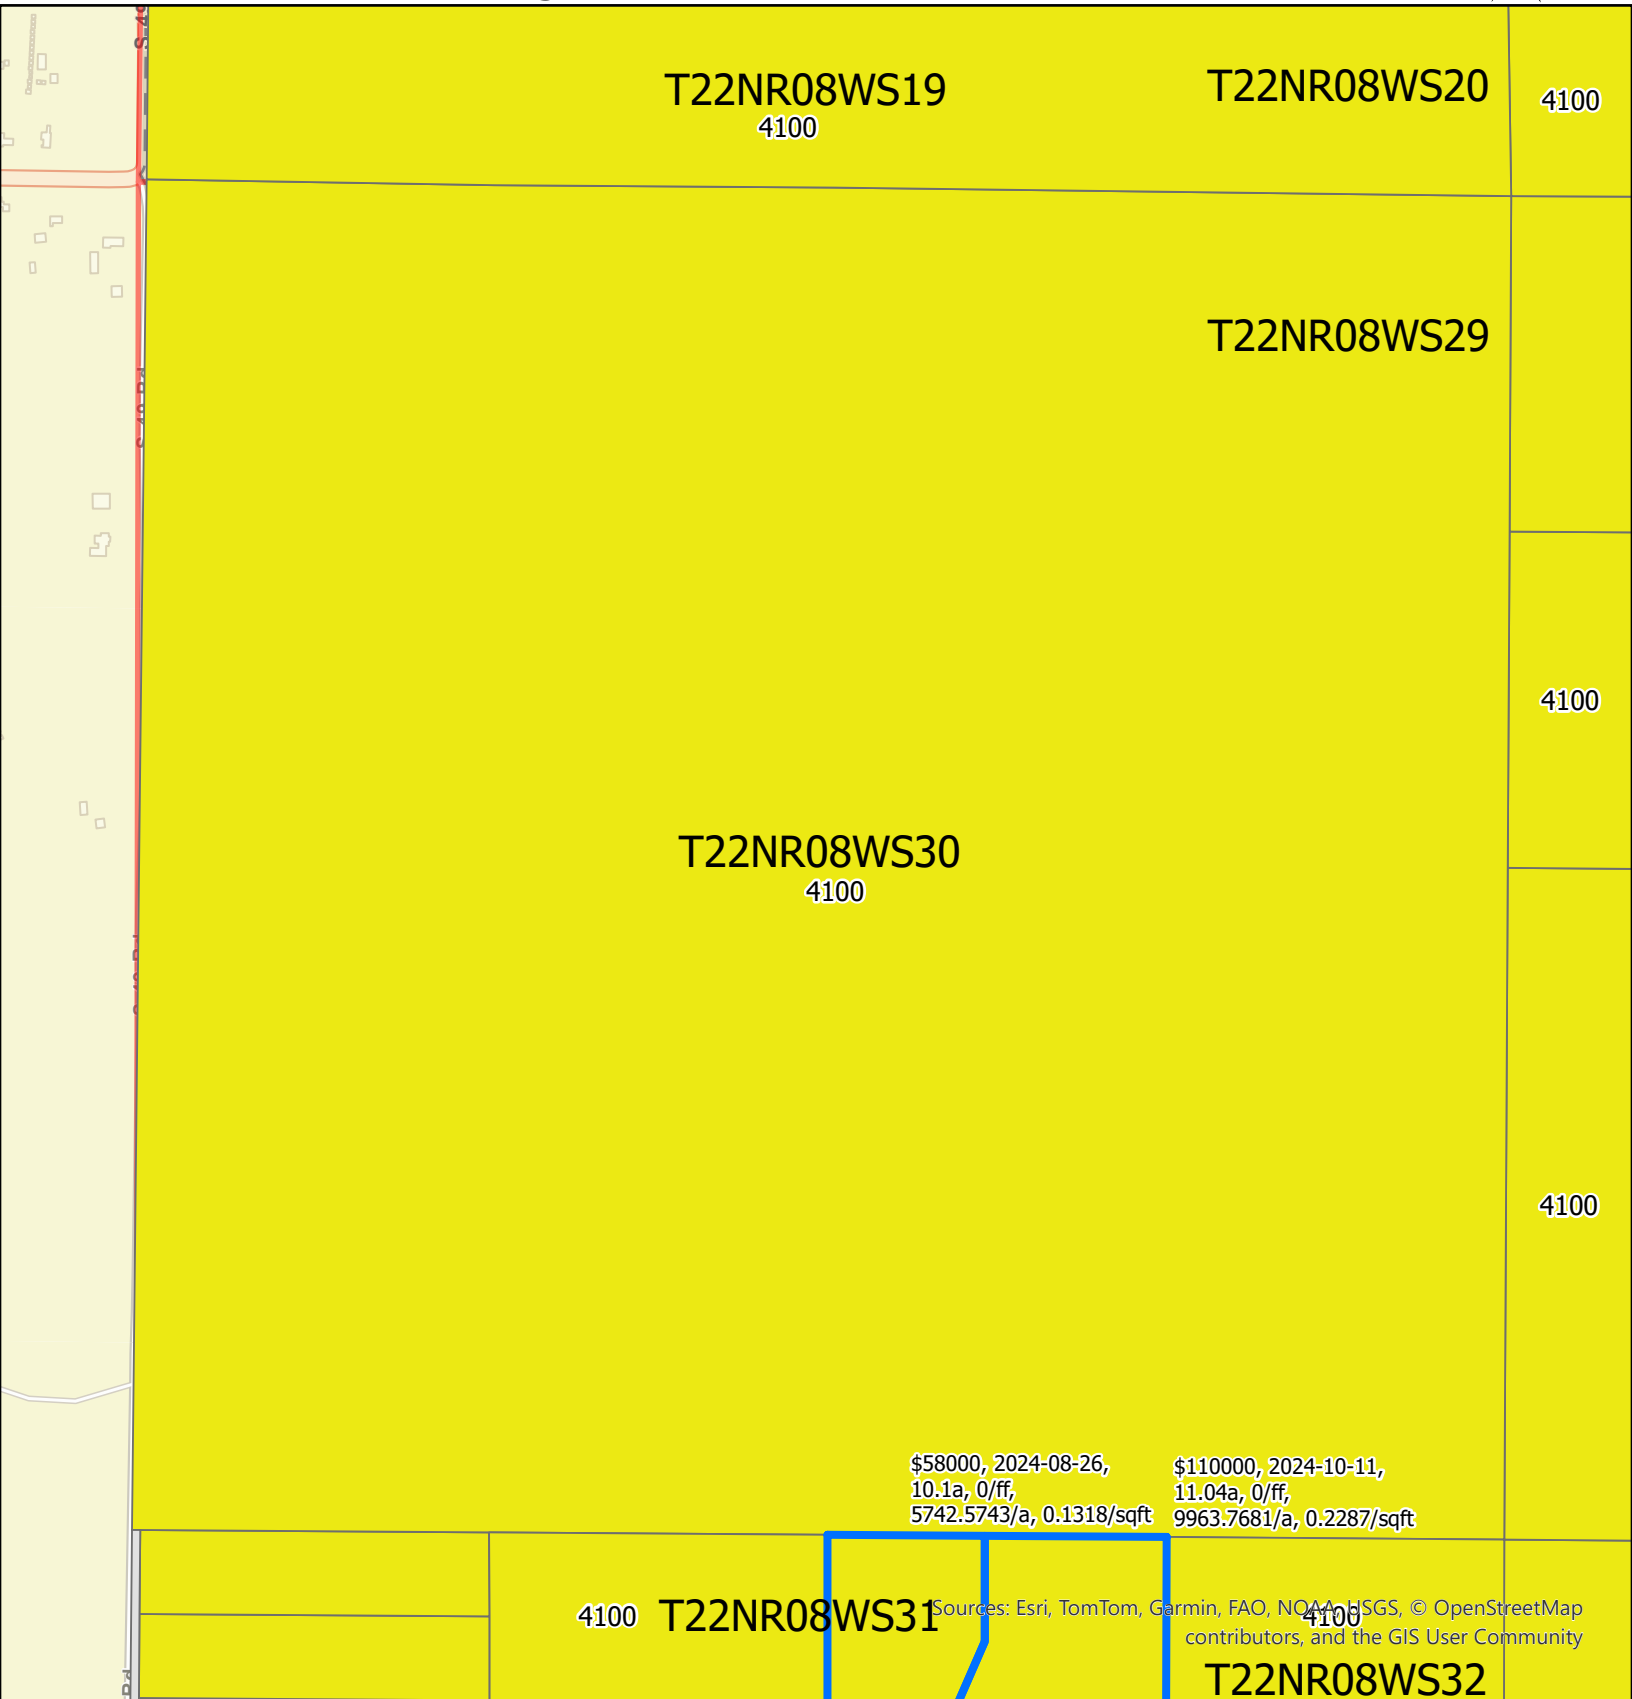 T22NR08WS19
4100
T22NR08WS20
4100
T22NR08WS29
4100
T22NR08WS30
4100
4100
$58000, 2024-08-26,
10.1a, 0/ff,
5742.5743/a, 0.1318/sqft
$110000, 2024-10-11,
11.04a, 0/ff,
9963.7681/a, 0.2287/sqft
4100
T22NR08WS31
Sources: Esri, TomTom, Garmin, FAO, NOAA, USGS, © OpenStreetMap
contributors, and the GIS User Community
4100
T22NR08WS32
Rd